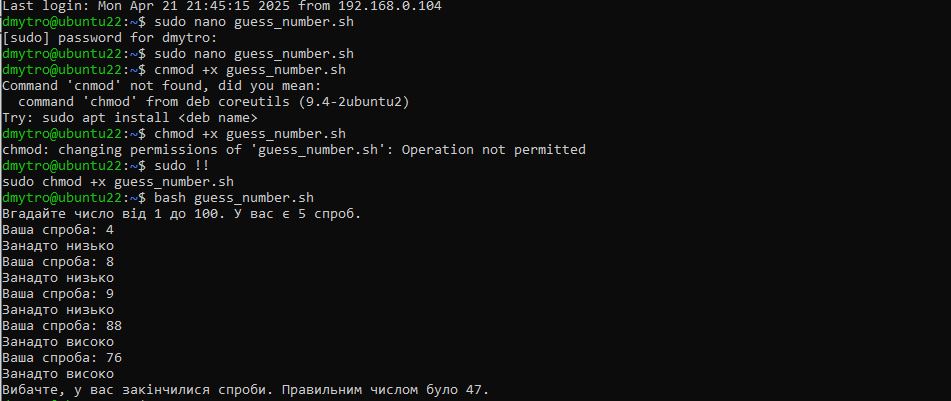 Last login: Mon Apr 21 21:45:15 2025 from 192.168.0.104
dmytro@ubuntu22:~$ sudo nano guess_number.sh
[sudo] password for dmytro:
dmytro@ubuntu22:~$ sudo nano guess_number.sh
dmytro@ubuntu22:~$ cnmod +x guess_number.sh
Command 'cnmod' not found, did you mean:
  command 'chmod' from deb coreutils (9.4-2ubuntu2)
Try: sudo apt install <deb name>
dmytro@ubuntu22:~$ chmod +x guess_number.sh
chmod: changing permissions of 'guess_number.sh': Operation not permitted
dmytro@ubuntu22:~$ sudo !!
sudo chmod +x guess_number.sh
dmytro@ubuntu22:~$ bash guess_number.sh
Вгадайте число від 1 до 100. У вас є 5 спроб.
Ваша спроба: 4
Занадто низько
Ваша спроба: 8
Занадто низько
Ваша спроба: 9
Занадто низько
Ваша спроба: 88
Занадто високо
Ваша спроба: 76
Занадто високо
Вибачте, у вас закінчилися спроби. Правильним числом було 47.